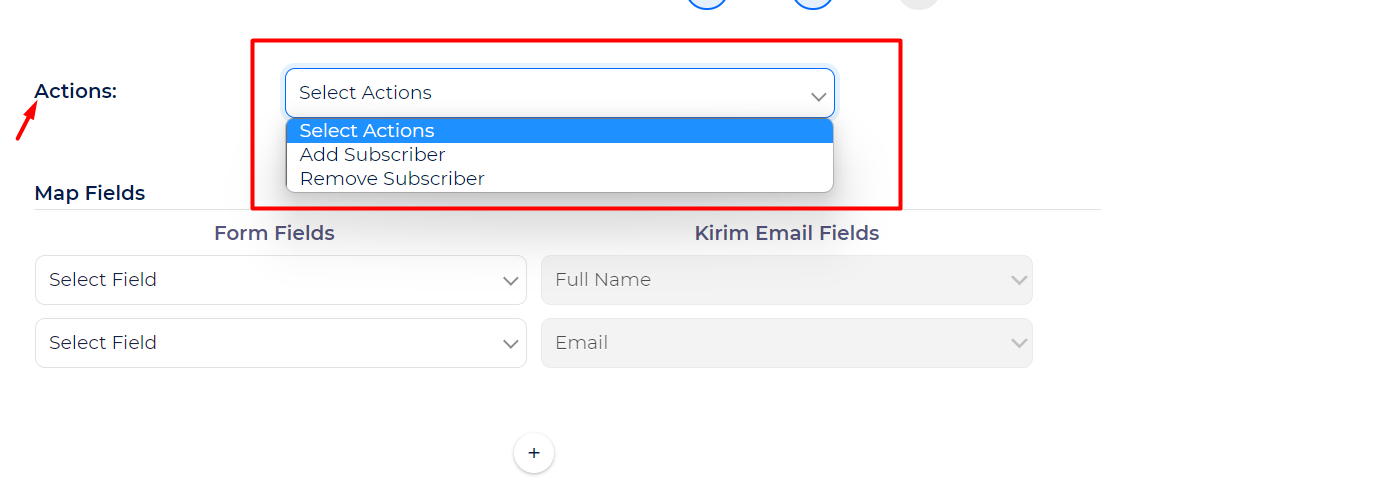 Actions:
Select Actions
Select Actions
Add Subscriber
Remove Subscriber
Map Fields
Form Fields
Kirim Email Fields
Select Field
Full Name
Select Field
Email
+